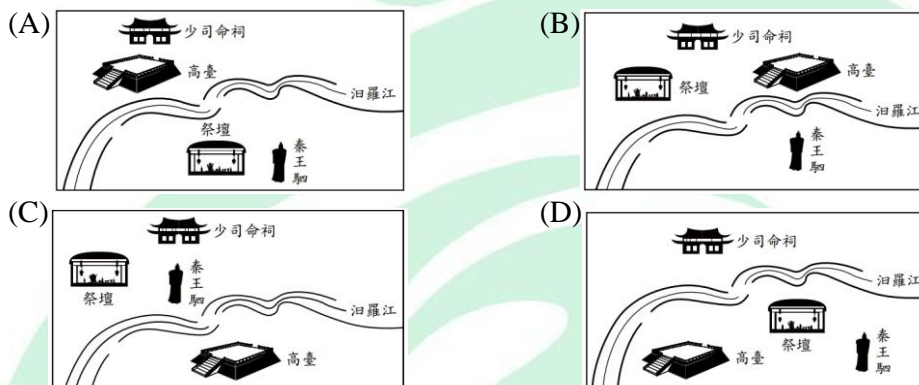 (A)
少司命祠
高臺
汨羅江
祭壇
秦王駟
(B)
少司命祠
高臺
祭壇
汨羅江
秦王駟
(C)
少司命祠
秦王駟
祭壇
汨羅江
高臺
(D)
少司命祠
汨羅江
祭壇
高臺
秦王駟